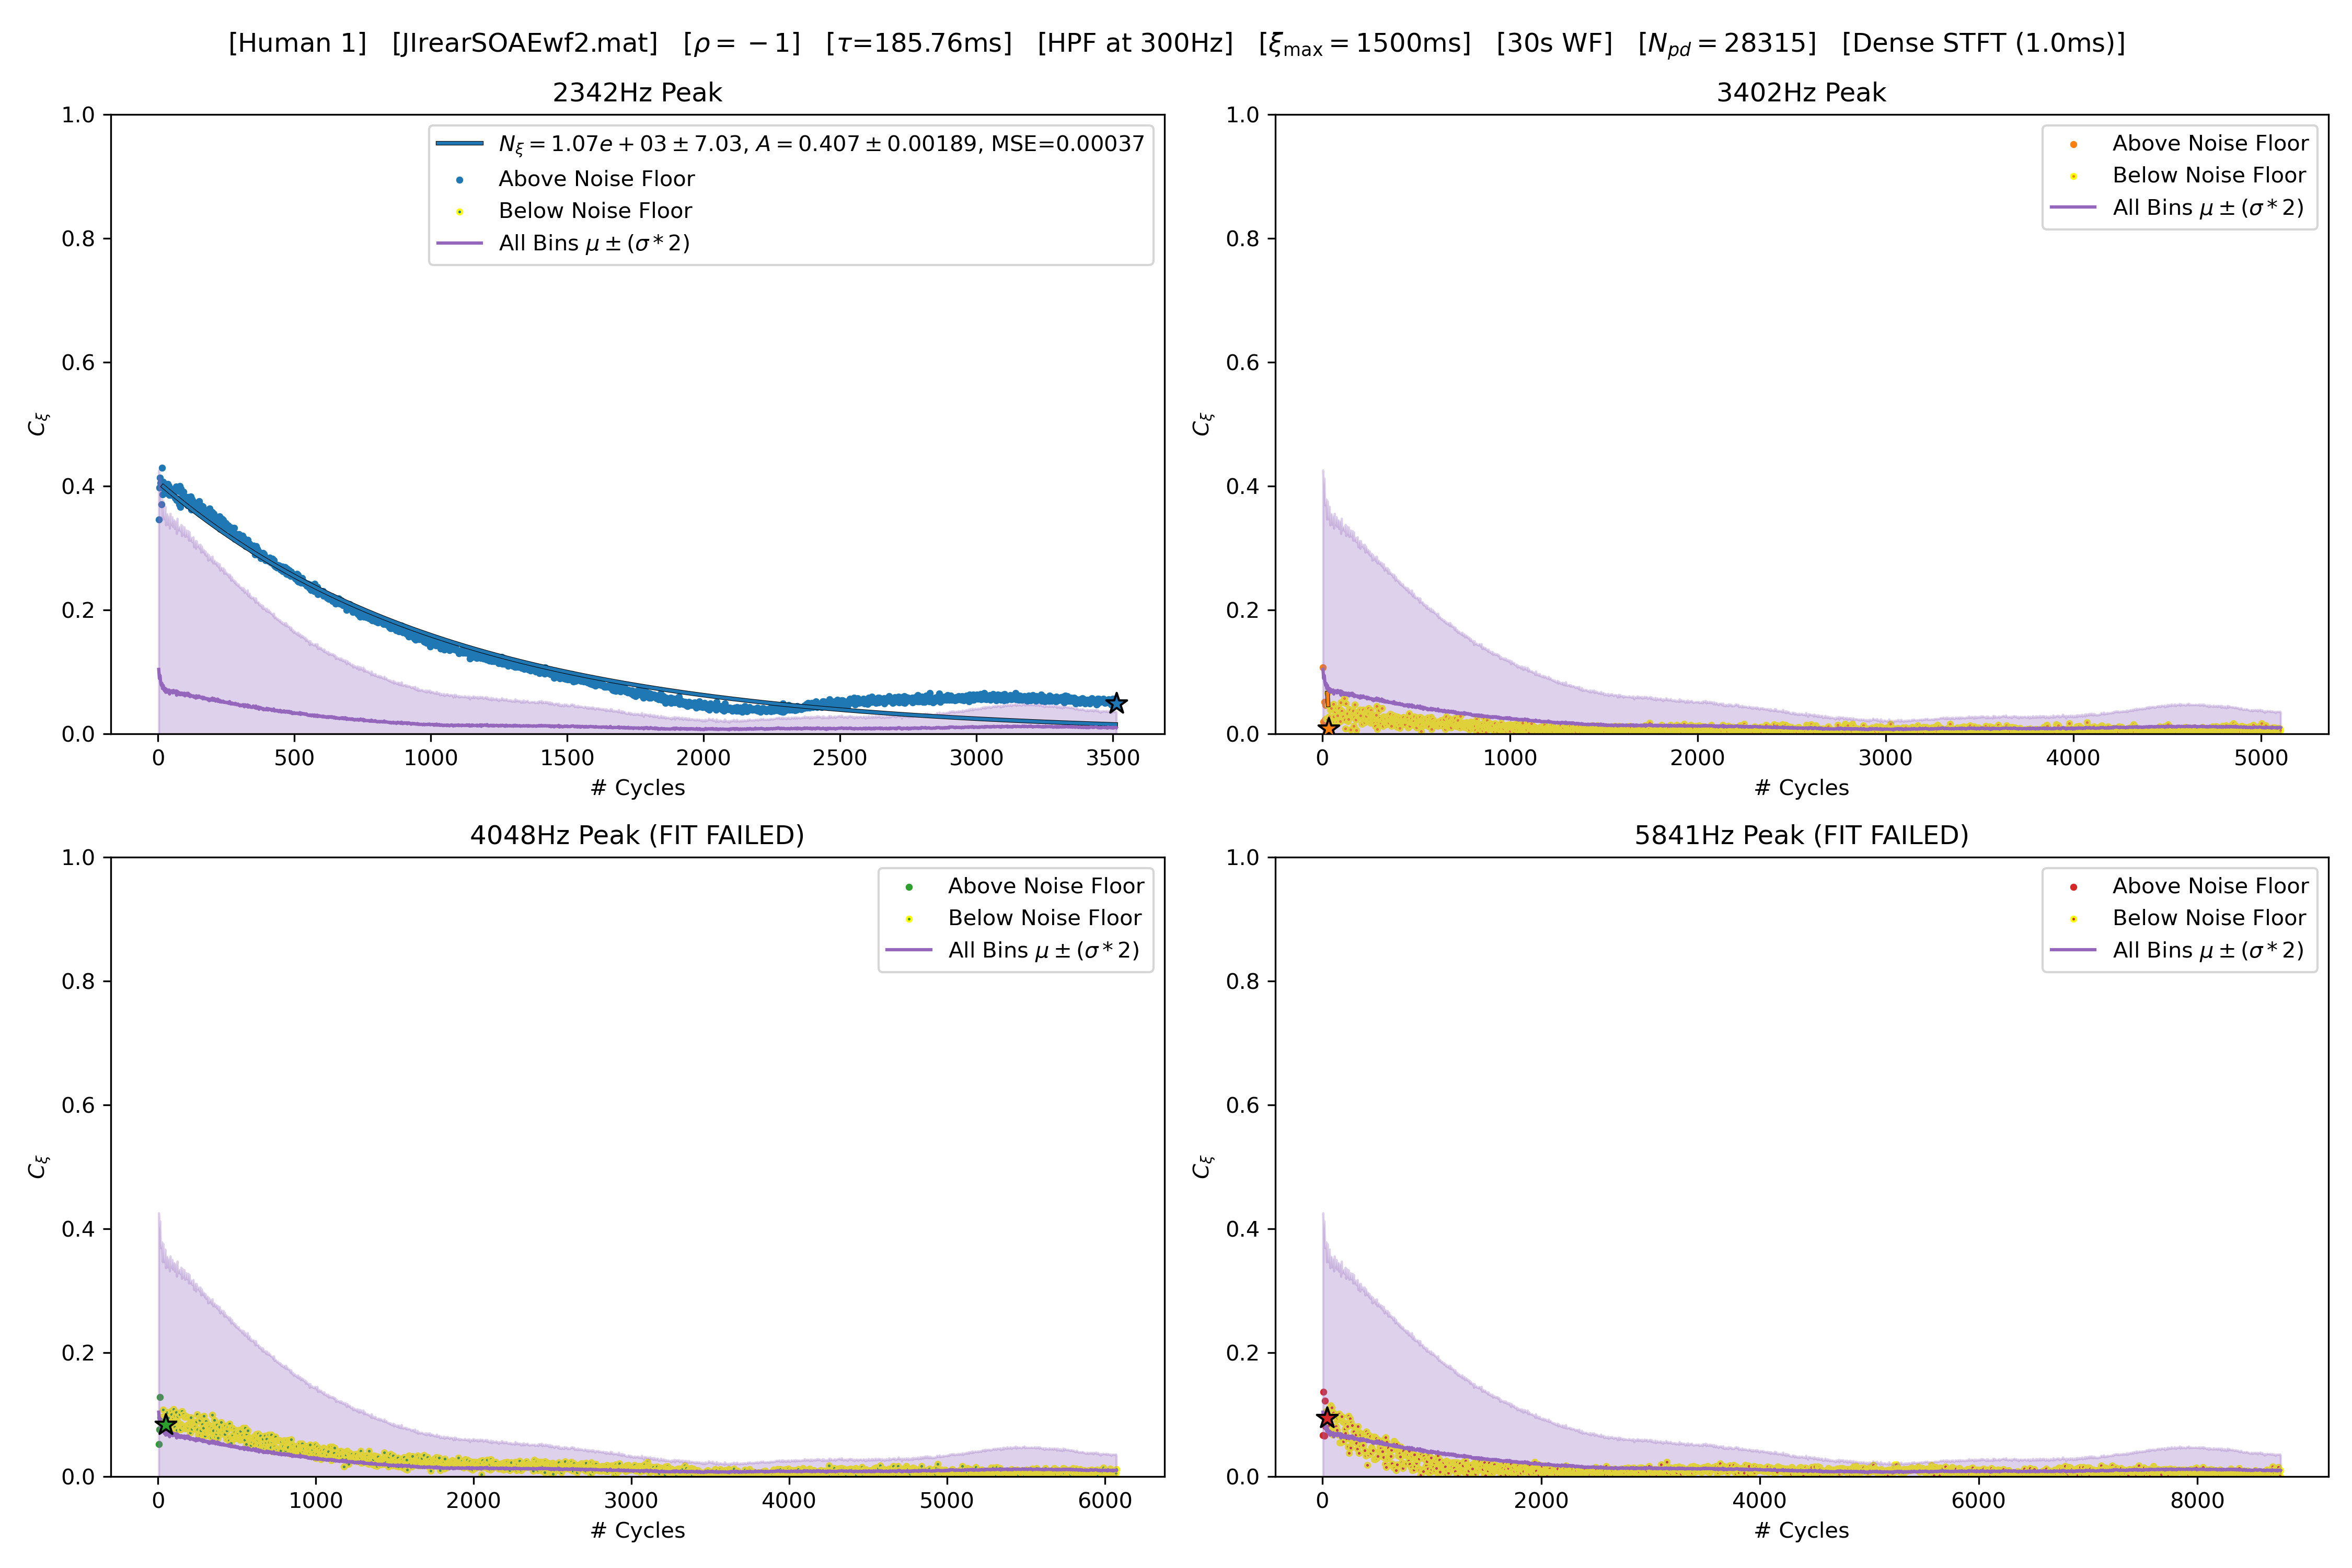 [Human 1] [JIrearSOAEwf2.mat] [ρ = −1] [τ=185.76ms] [HPF at 300Hz] [ξmax = 1500ms] [30s WF] [Npd = 28315] [Dense STFT (1.0ms)]
2342Hz Peak
Nξ = 1.07e + 03 ± 7.03, A = 0.407 ± 0.00189, MSE=0.00037
Above Noise Floor
Below Noise Floor
All Bins μ ± (σ * 2)
1.0
0.8
0.6
0.4
0.2
0.0
Cξ
0 500 1000 1500 2000 2500 3000 3500
# Cycles
3402Hz Peak
Above Noise Floor
Below Noise Floor
All Bins μ ± (σ * 2)
1.0
0.8
0.6
0.4
0.2
0.0
Cξ
0 1000 2000 3000 4000 5000
# Cycles
4048Hz Peak (FIT FAILED)
Above Noise Floor
Below Noise Floor
All Bins μ ± (σ * 2)
1.0
0.8
0.6
0.4
0.2
0.0
Cξ
0 1000 2000 3000 4000 5000 6000
# Cycles
5841Hz Peak (FIT FAILED)
Above Noise Floor
Below Noise Floor
All Bins μ ± (σ * 2)
1.0
0.8
0.6
0.4
0.2
0.0
Cξ
0 2000 4000 6000 8000
# Cycles